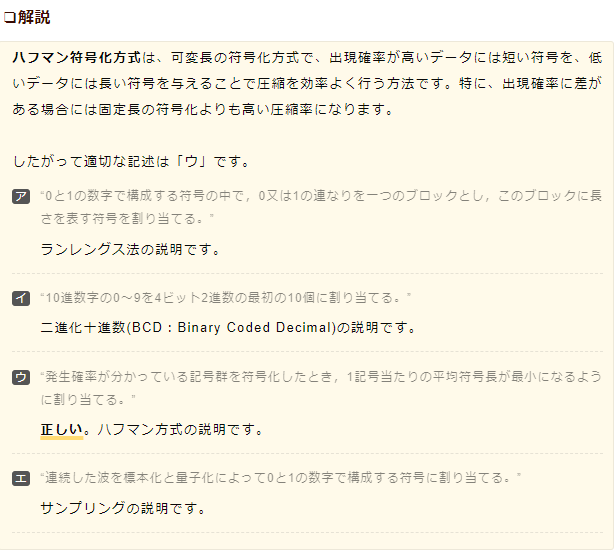 ❏解説
ハフマン符号化方式は、可変長の符号化方式で、出現確率が高いデータには短い符号を、低
いデータには長い符号を与えることで圧縮を効率よく行う方法です。特に、出現確率に差が
ある場合には固定長の符号化よりも高い圧縮率になります。
したがって適切な記述は「ウ」です。
ア “0と1の数字で構成する符号の中で，0又は1の連なりを一つのブロックとし，このブロックに長
さを表す符号を割り当てる。”
ランレングス法の説明です。
イ “10進数字の0～9を4ビット2進数の最初の10個に割り当てる。”
二進化十進数(BCD：Binary Coded Decimal)の説明です。
ウ “発生確率が分かっている記号群を符号化したとき，1記号当たりの平均符号長が最小になるよう
に割り当てる。”
正しい。ハフマン方式の説明です。
エ “連続した波を標本化と量子化によって0と1の数字で構成する符号に割り当てる。”
サンプリングの説明です。